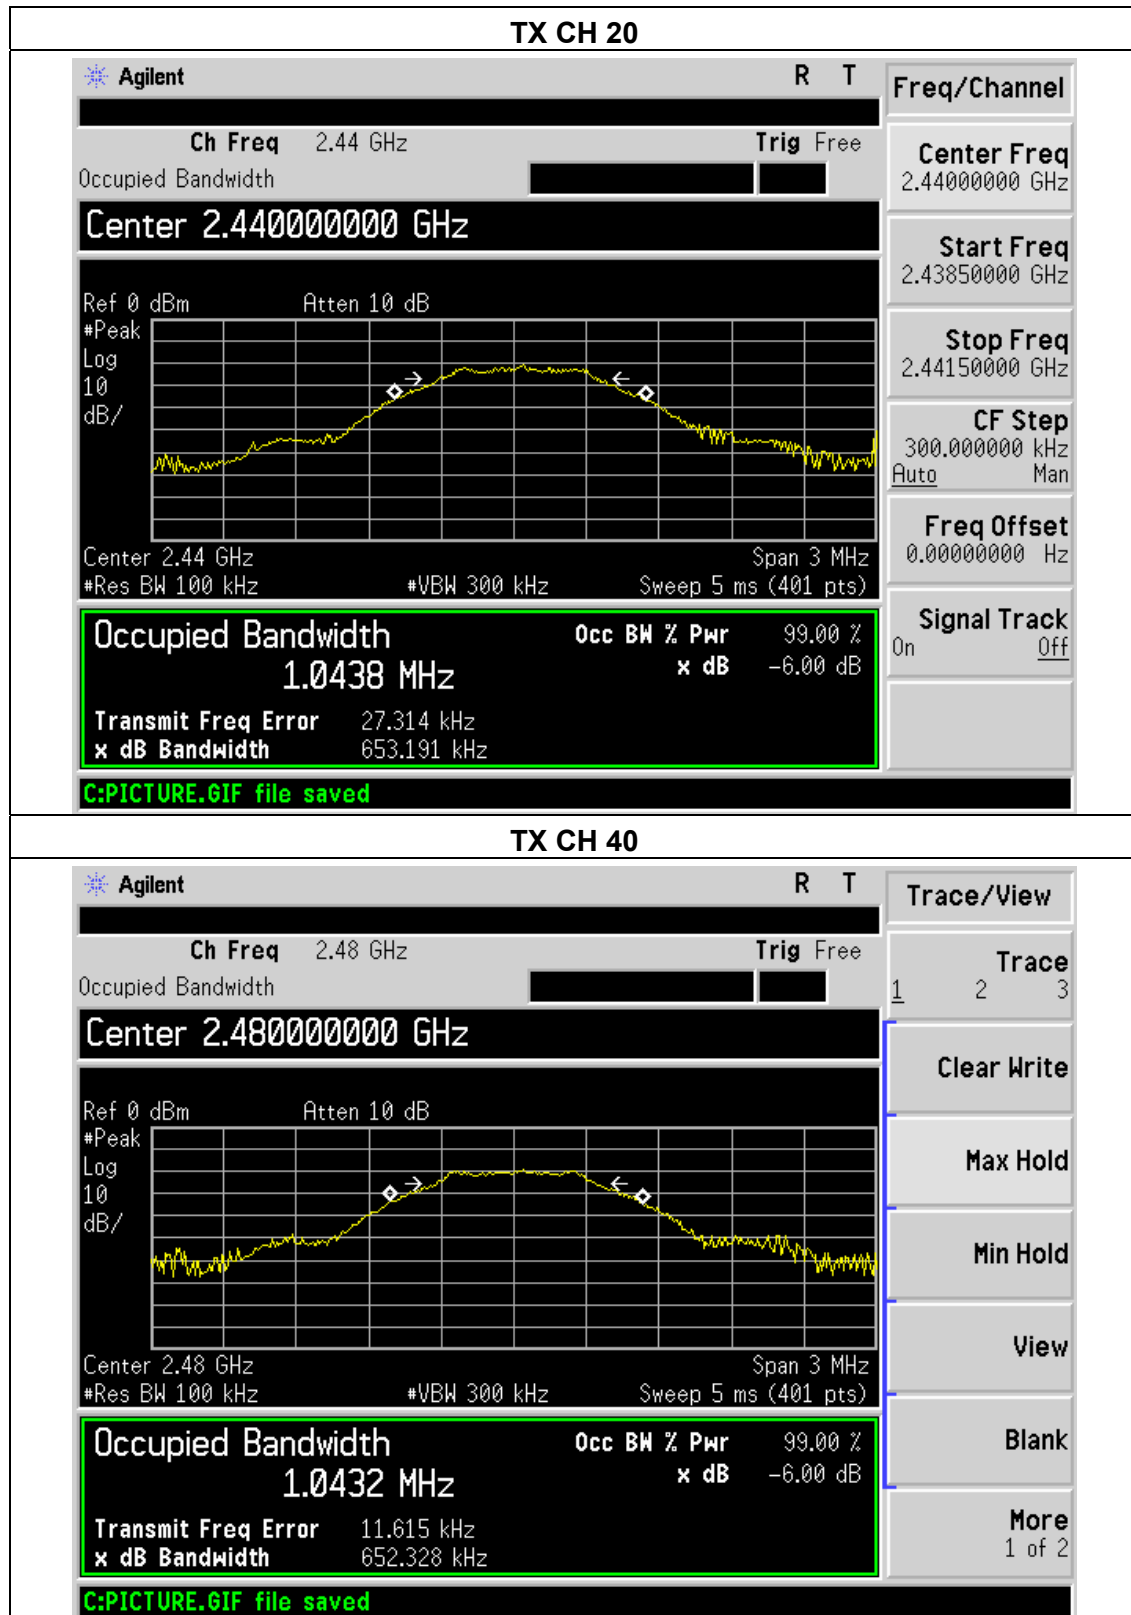 TX CH 20
Agilent R T
Freq/Channel
Ch Freq 2.44 GHz Trig Free
Occupied Bandwidth
Center Freq
2.44000000 GHz
Center 2.440000000 GHz
Start Freq
2.43850000 GHz
Ref 0 dBm Atten 10 dB
#Peak
Log
10
dB/
Stop Freq
2.44150000 GHz
CF Step
300.000000 kHz
Auto Man
Freq Offset
0.00000000 Hz
Center 2.44 GHz Span 3 MHz
#Res BW 100 kHz #VBW 300 kHz Sweep 5 ms (401 pts)
Signal Track
On Off
Occupied Bandwidth Occ BW % Pwr 99.00 %
1.0438 MHz x dB -6.00 dB
Transmit Freq Error 27.314 kHz
x dB Bandwidth 653.191 kHz
C:PICTURE.GIF file saved
TX CH 40
Agilent R T
Trace/View
Ch Freq 2.48 GHz Trig Free
Occupied Bandwidth
Trace
1 2 3
Center 2.480000000 GHz
Clear Write
Ref 0 dBm Atten 10 dB
#Peak
Log
10
dB/
Max Hold
Min Hold
View
Center 2.48 GHz Span 3 MHz
#Res BW 100 kHz #VBW 300 kHz Sweep 5 ms (401 pts)
Blank
Occupied Bandwidth Occ BW % Pwr 99.00 %
1.0432 MHz x dB -6.00 dB
Transmit Freq Error 11.615 kHz
x dB Bandwidth 652.328 kHz
More
1 of 2
C:PICTURE.GIF file saved